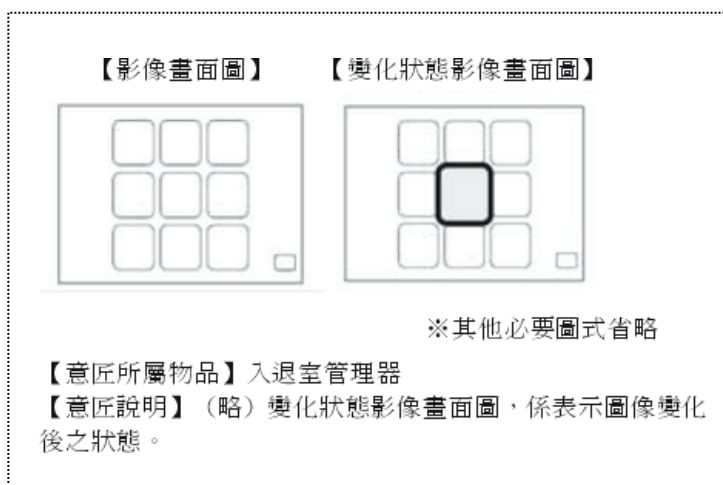 【影像畫面圖】 【變化狀態影像畫面圖】
※其他必要圖式省略
【意匠所屬物品】入退室管理器
【意匠說明】（略）變化狀態影像畫面圖，係表示圖像變化
後之狀態。